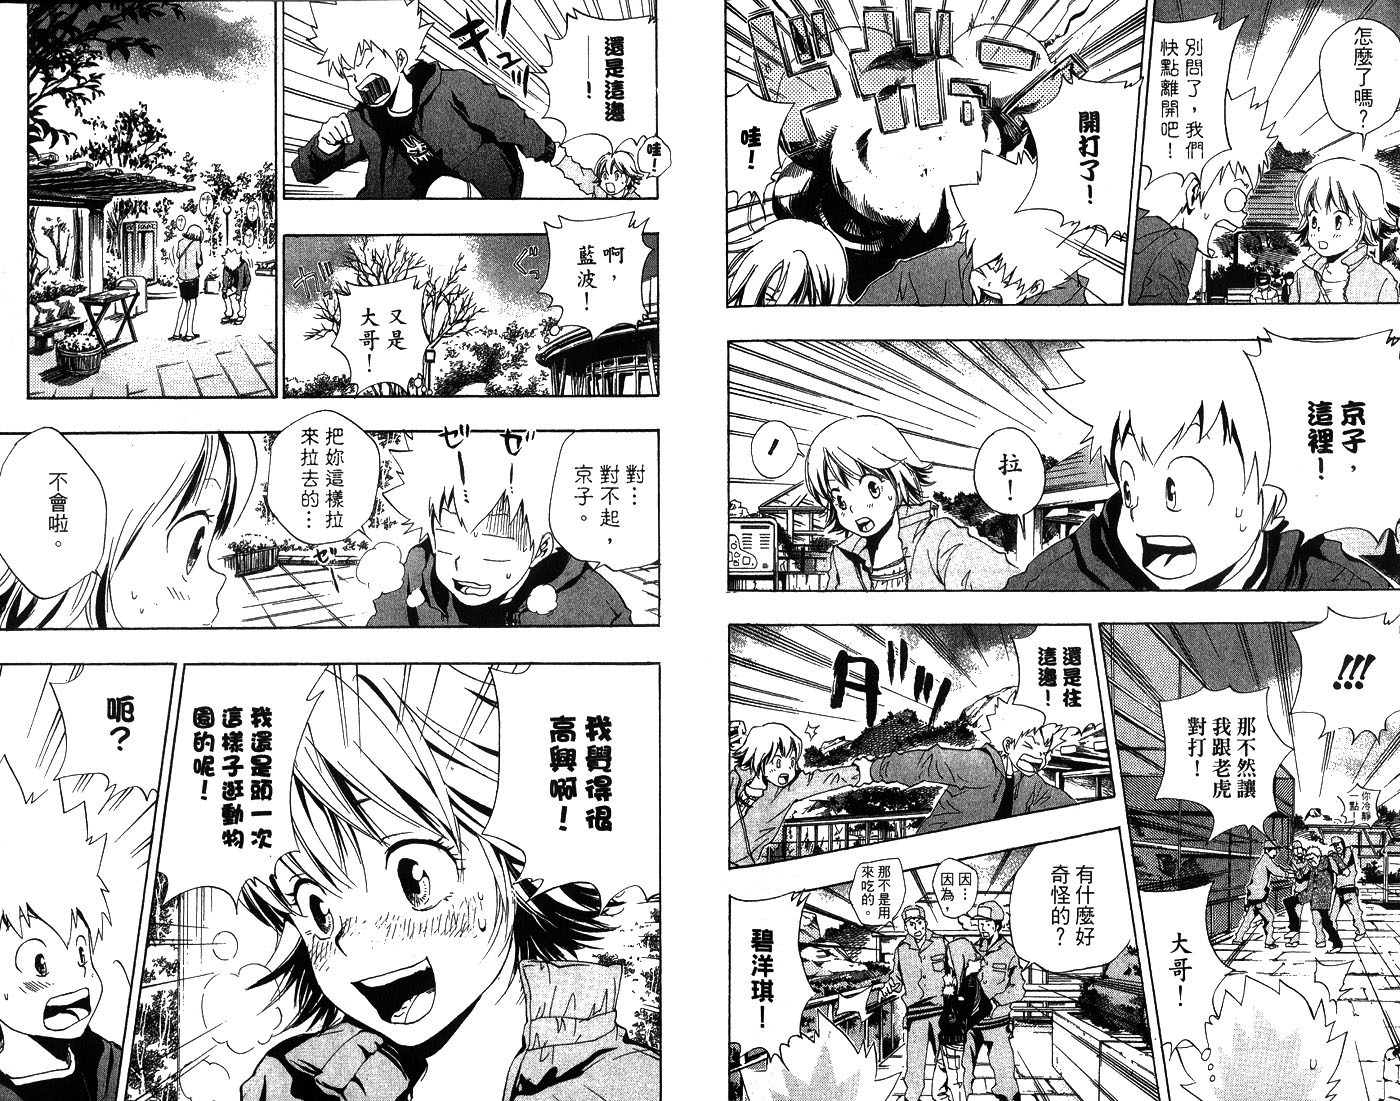 怎麼了嗎？
別問了，我們
快點離開吧！
開打了！
哇！
京子，
這裡！
拉！
！！！
那不然讓
我跟老虎
對打！
你冷靜
一點！
大哥！
還是往
這邊！
有什麼好
奇怪的？
因…
因為，
那不是用
來吃的。
碧洋琪！
還是這邊
——！
哇！
啊，
藍波！
又是
大哥！
對…
對不起，
京子。
ゼー
ゼー
ゼ
把妳這樣拉
來拉去的…
不會啦。
我覺得很
高興啊！
我還是頭一次
這樣子逛動物
園的呢！
呃？